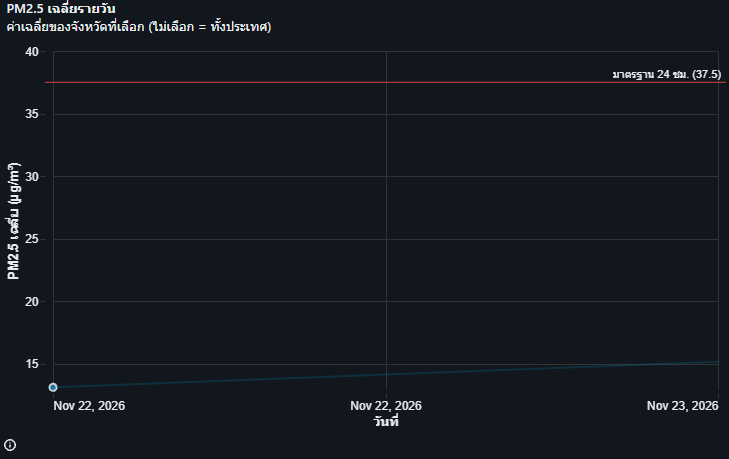 PM2.5 เฉลี่ยรายวัน
ค่าเฉลี่ยของจังหวัดที่เลือก (ไม่เลือก = ทั้งประเทศ)
40
มาตรฐาน 24 ชม. (37.5)
35
30
25
20
15
PM2.5 เฉลี่ย (µg/m³)
Nov 22, 2026
Nov 22, 2026
Nov 23, 2026
วันที่